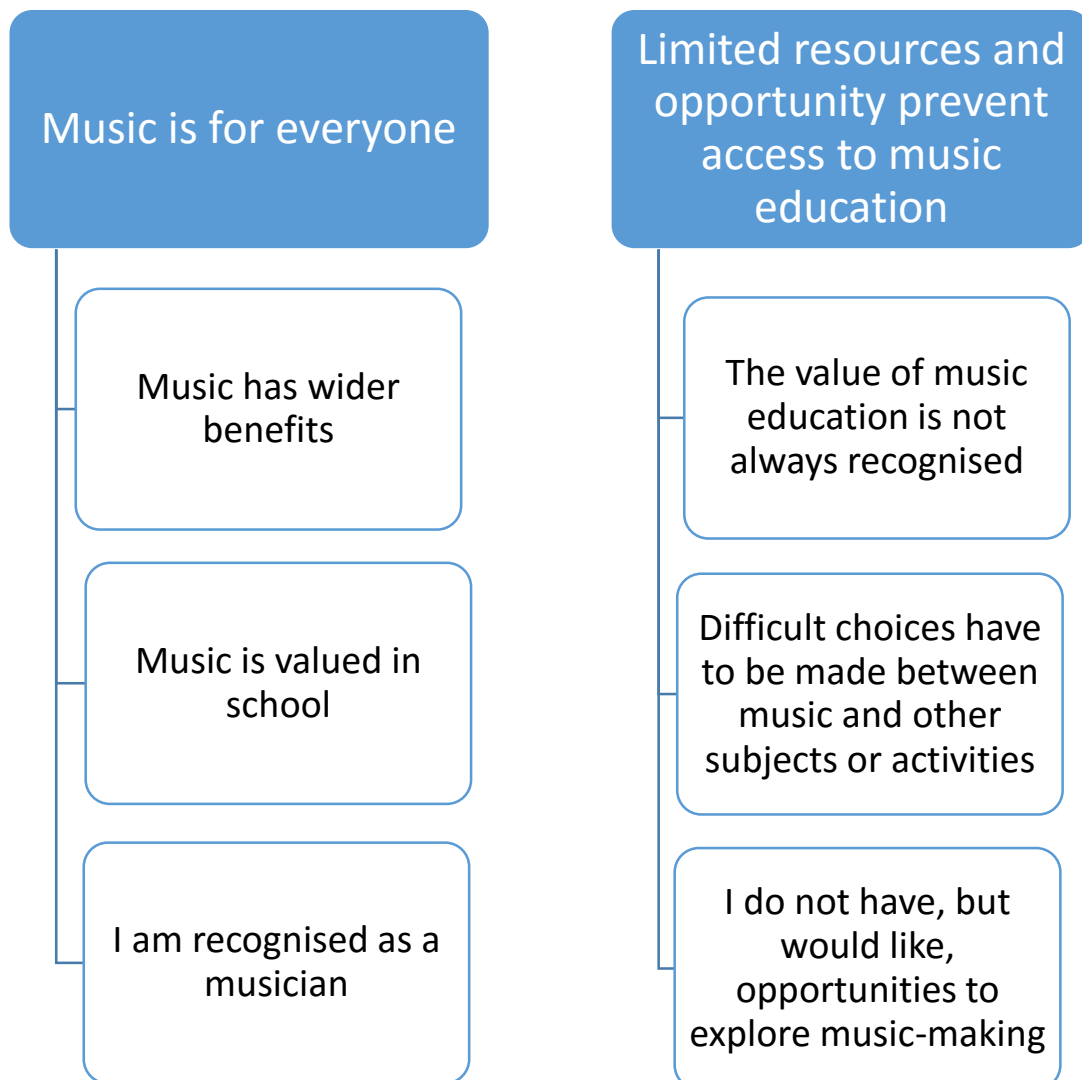 Music is for everyone
Music has wider
benefits
Music is valued in
school
I am recognised as a
musician
Limited resources and
opportunity prevent
access to music
education
The value of music
education is not
always recognised
Difficult choices have
to be made between
music and other
subjects or activities
I do not have, but
would like,
opportunities to
explore music-making